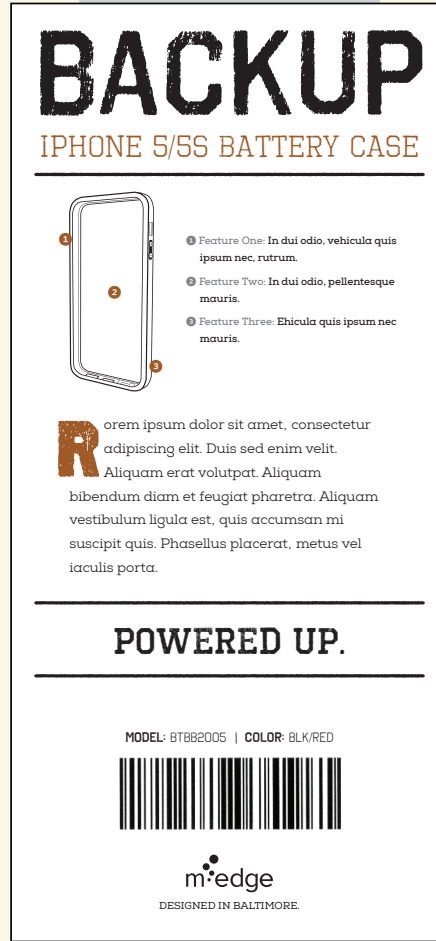 BACKUP
IPHONE 5/5S BATTERY CASE
1
2
3
1 Feature One: In dui odio, vehicula quis
ipsum nec, rutrum.
2 Feature Two: In dui odio, pellentesque
mauris.
3 Feature Three: Ehicula quis ipsum nec
mauris.
Rorem ipsum dolor sit amet, consectetur
adipiscing elit. Duis sed enim velit.
Aliquam erat volutpat. Aliquam
bibendum diam et feugiat pharetra. Aliquam
vestibulum ligula est, quis accumsan mi
suscipit quis. Phasellus placerat, metus vel
iaculis porta.
POWERED UP.
MODEL: BTBB2005 | COLOR: BLK/RED
m·edge
DESIGNED IN BALTIMORE.